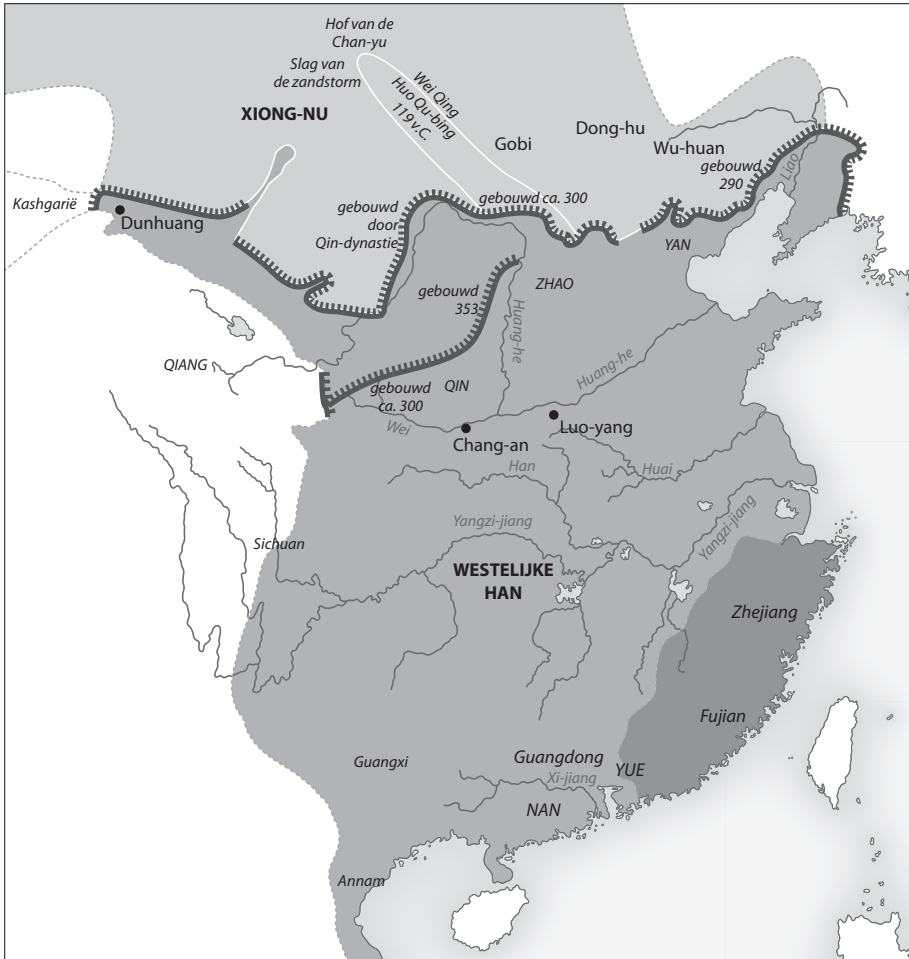 Hof van de
Chan-yu
Slag van
de zandstorm
XIONG-NU
Wei Qing
Huo Qu-bing
119 v.C.
Gobi
Dong-hu
Wu-huan
gebouwd
290
Liao
Kashgarië
Dunhuang
gebouwd
door
Qin-dynastie
gebouwd ca. 300
YAN
ZHAO
gebouwd
353
Huang-he
Huang-he
QIANG
gebouwd
ca. 300
QIN
Wei
Chang-an
Luo-yang
Han
Huai
Yangzi-jiang
Yangzi-jiang
Sichuan
WESTELIJKE
HAN
Zhejiang
Fujian
Guangxi
Guangdong
YUE
Xi-jiang
NAN
Annam